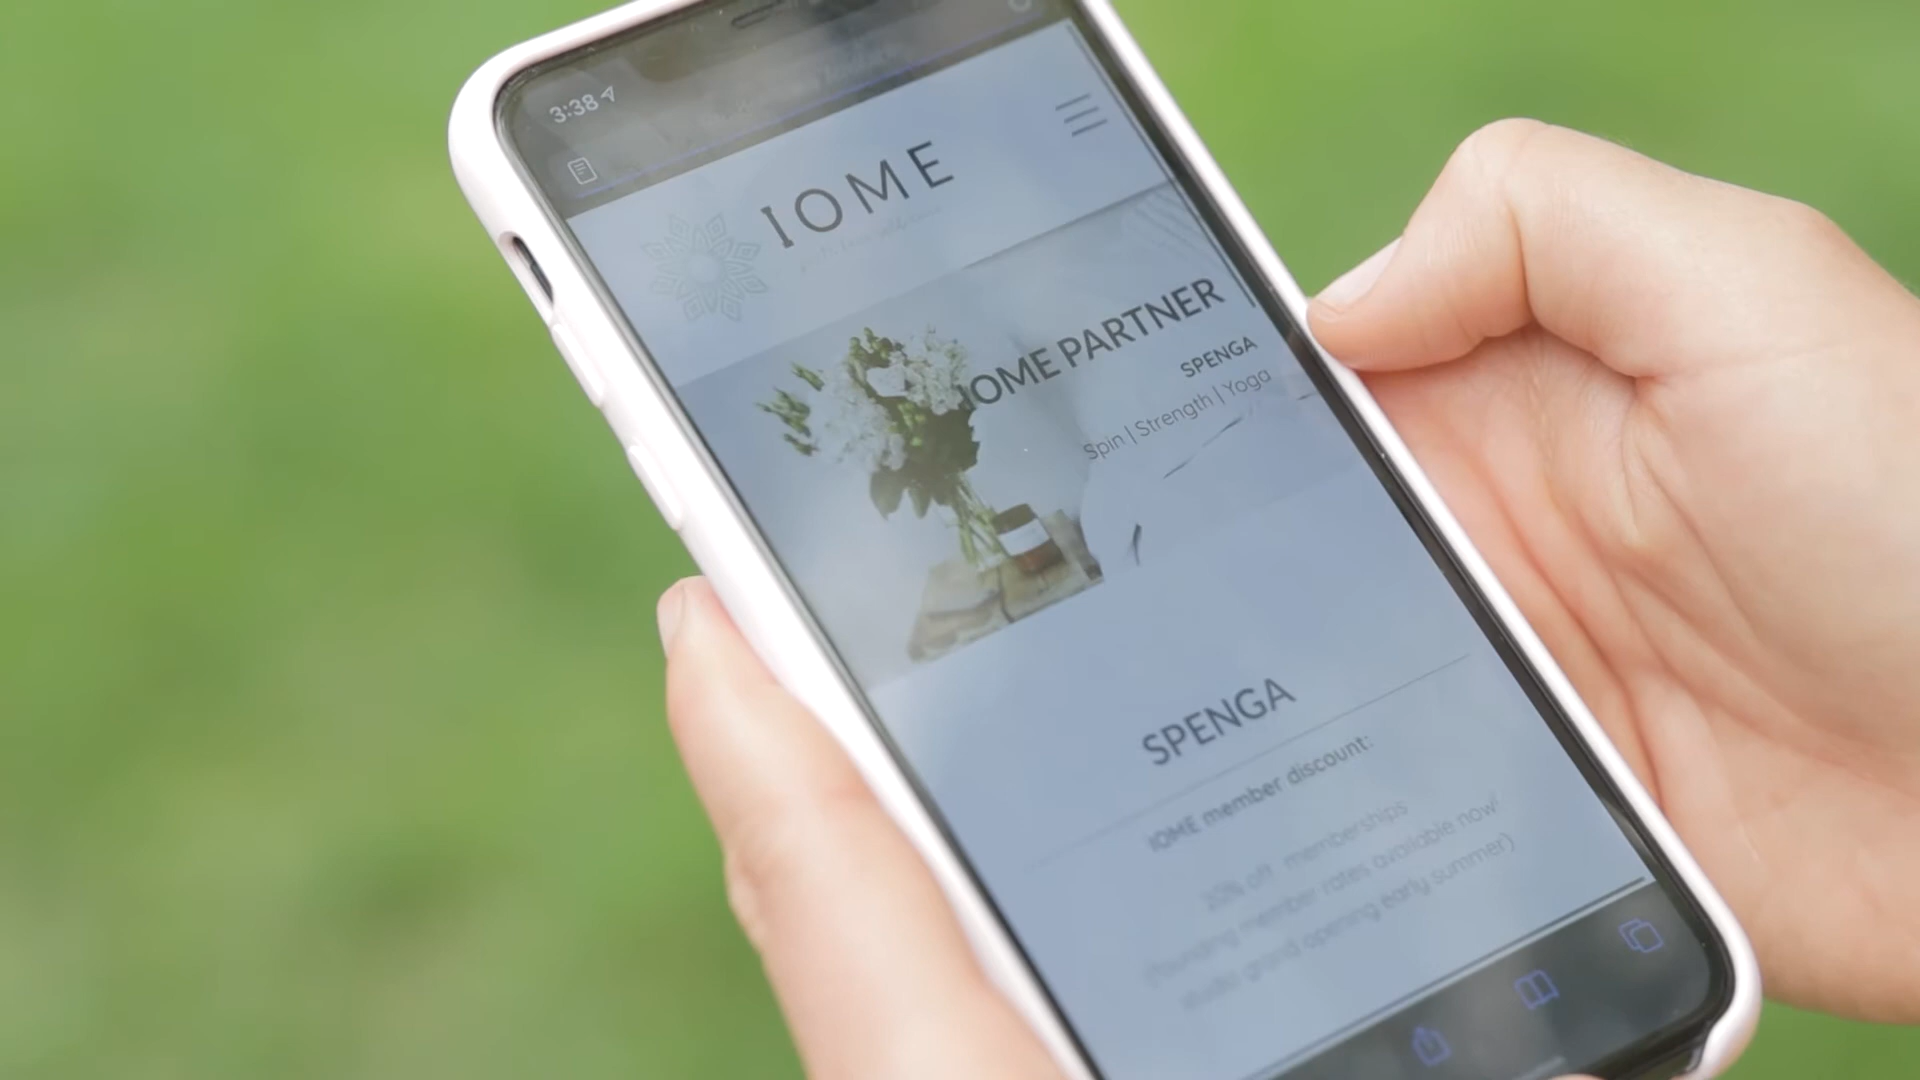 3:38
IOME
IOME PARTNER
SPENGA
Spin | Strength | Yoga
SPENGA
IOME member discount:
20% off memberships
(founding member rates available now!
studio grand opening early summer)